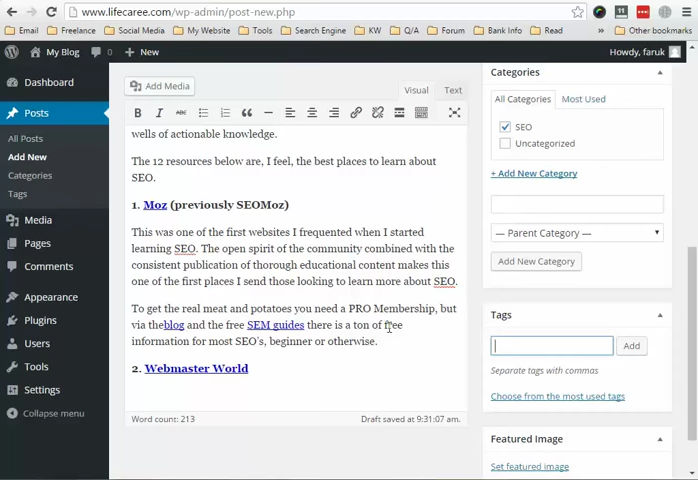 www.lifecaree.com/wp-admin/post-new.php
Email
Freelance
Social Media
My Website
Tools
Search Engine
KW
Q/A
Forum
Bank Info
Read
»
Other bookmarks
My Blog
0
+ New
Howdy, faruk
Dashboard
Posts
All Posts
Add New
Categories
Tags
Media
Pages
Comments
Appearance
Plugins
Users
Tools
Settings
Collapse menu
Add Media
Visual
Text
B I ABC
wells of actionable knowledge.
The 12 resources below are, I feel, the best places to learn about
SEO.
1. Moz (previously SEOMoz)
This was one of the first websites I frequented when I started
learning SEO. The open spirit of the community combined with the
consistent publication of thorough educational content makes this
one of the first places I send those looking to learn more about SEO.
To get the real meat and potatoes you need a PRO Membership, but
via theblog and the free SEM guides there is a ton of free
information for most SEO's, beginner or otherwise.
2. Webmaster World
Word count: 213
Draft saved at 9:31:07 am.
Categories
All Categories
Most Used
SEO
Uncategorized
+ Add New Category
— Parent Category —
Add New Category
Tags
Add
Separate tags with commas
Choose from the most used tags
Featured Image
Set featured image